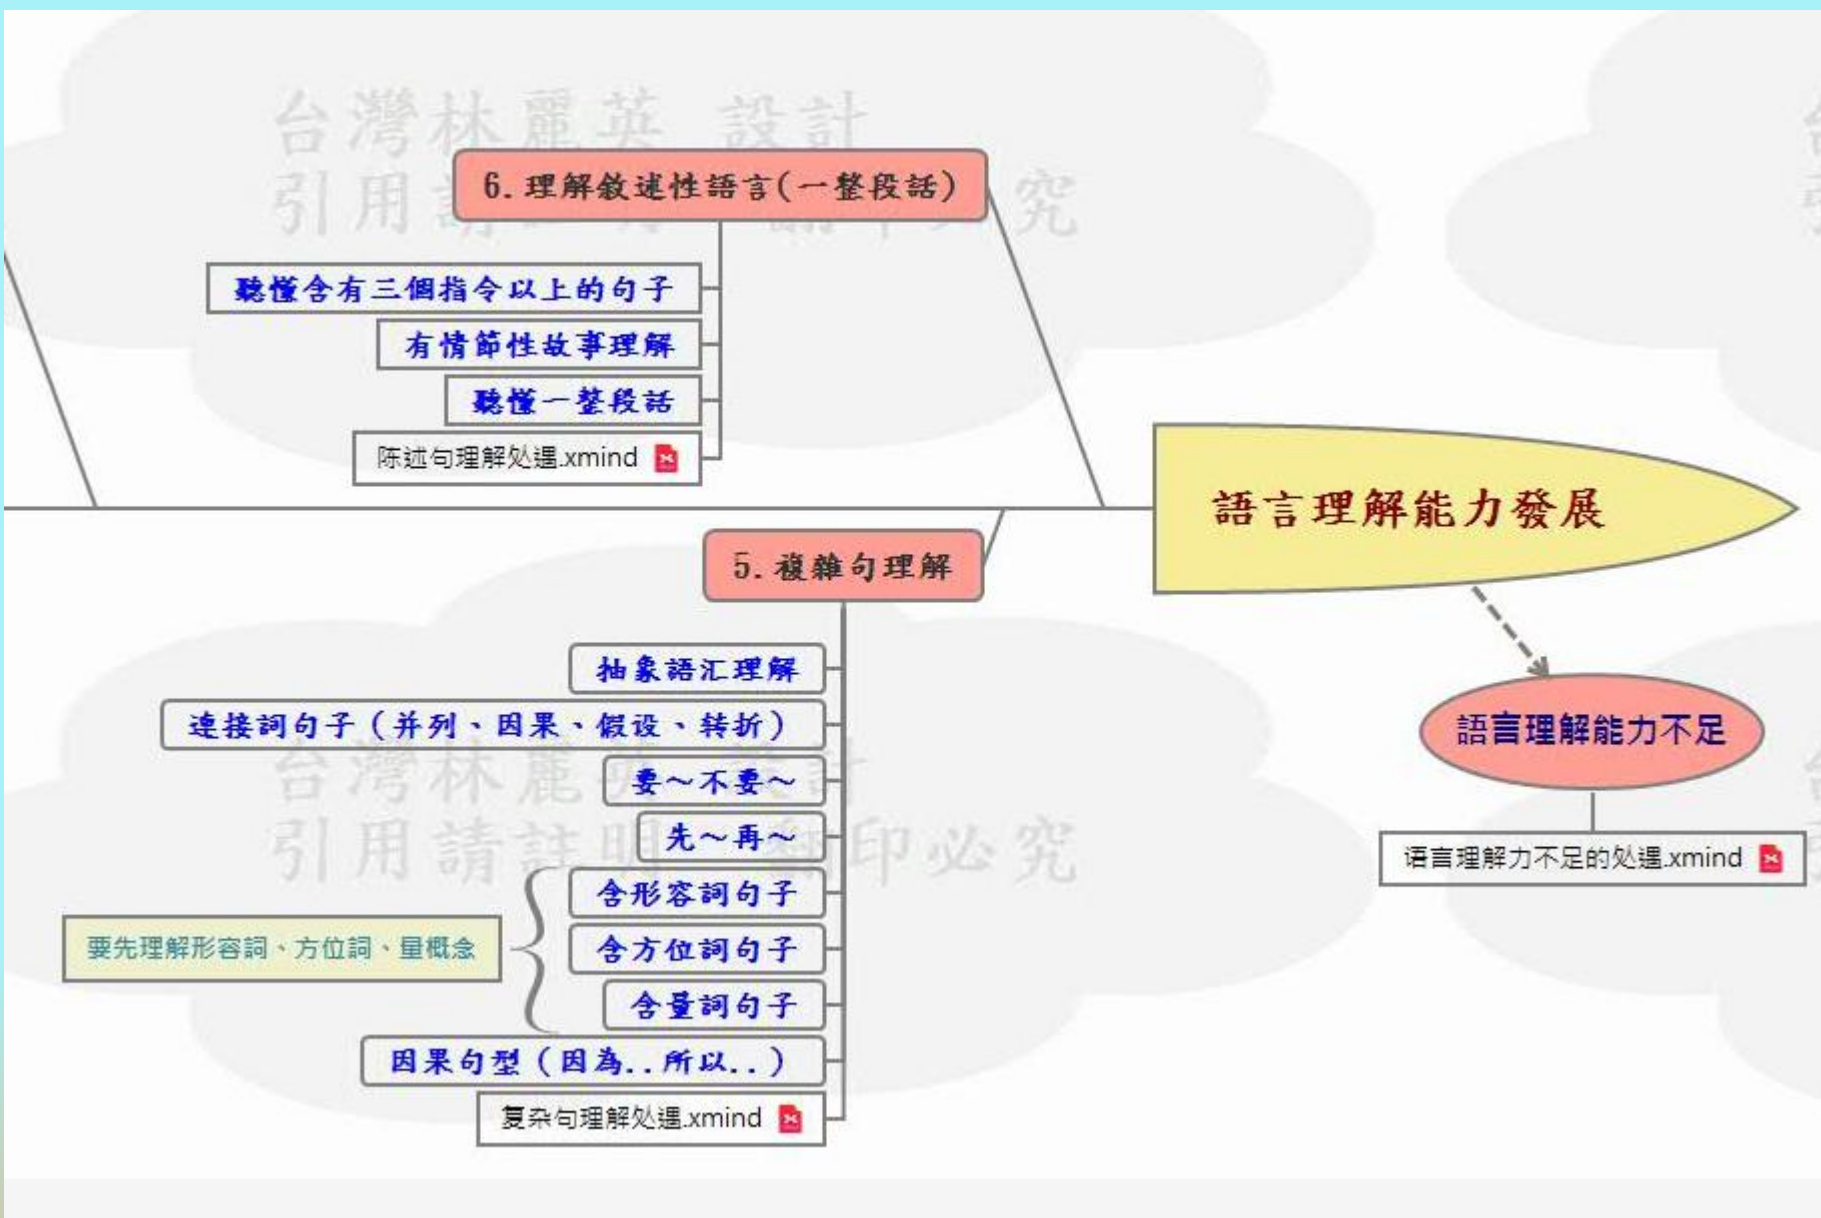 台灣林麗英 設計
引用請註明 翻印必究
6.理解敘述性語言(一整段話)
聽懂含有三個指令以上的句子
有情節性故事理解
聽懂一整段話
陈述句理解处遇.xmind
語言理解能力發展
5.複雜句理解
抽象語汇理解
連接詞句子（并列、因果、假设、转折）
要～不要～
先～再～
含形容詞句子
含方位詞句子
含量詞句子
要先理解形容詞、方位詞、量概念
因果句型（因為..所以..）
复杂句理解处遇.xmind
台灣林麗英 設計
引用請註明 翻印必究
語言理解能力不足
语言理解力不足的处遇.xmind